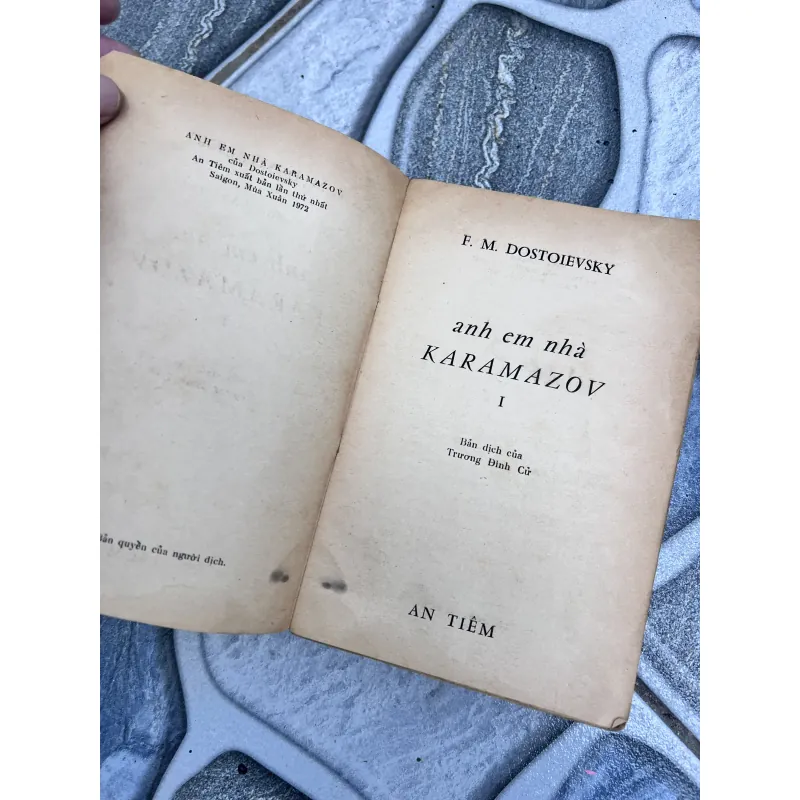 ANH EM NHÀ KARAMAZOV
của Dostoievsky
An Tiêm xuất bản lần thứ nhất
Saigon, Mùa Xuân 1972
quyền của người dịch.
F. M. DOSTOIEVSKY
anh em nhà
KARAMAZOV
I
Bản dịch của
Trương Đình Cử
AN TIÊM